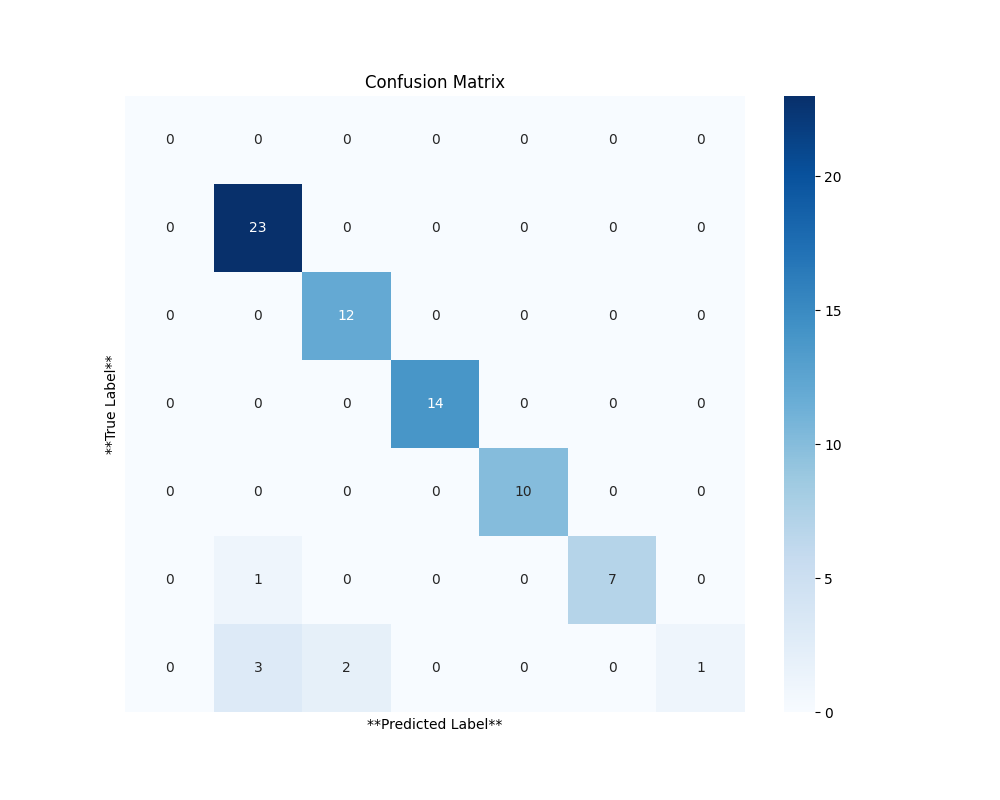 Confusion Matrix
0 0 0 0 0 0 0
0 23 0 0 0 0 0
0 0 12 0 0 0 0
0 0 0 14 0 0 0
0 0 0 0 10 0 0
0 1 0 0 0 7 0
0 3 2 0 0 0 1
**True Label**
**Predicted Label**
20
15
10
5
0